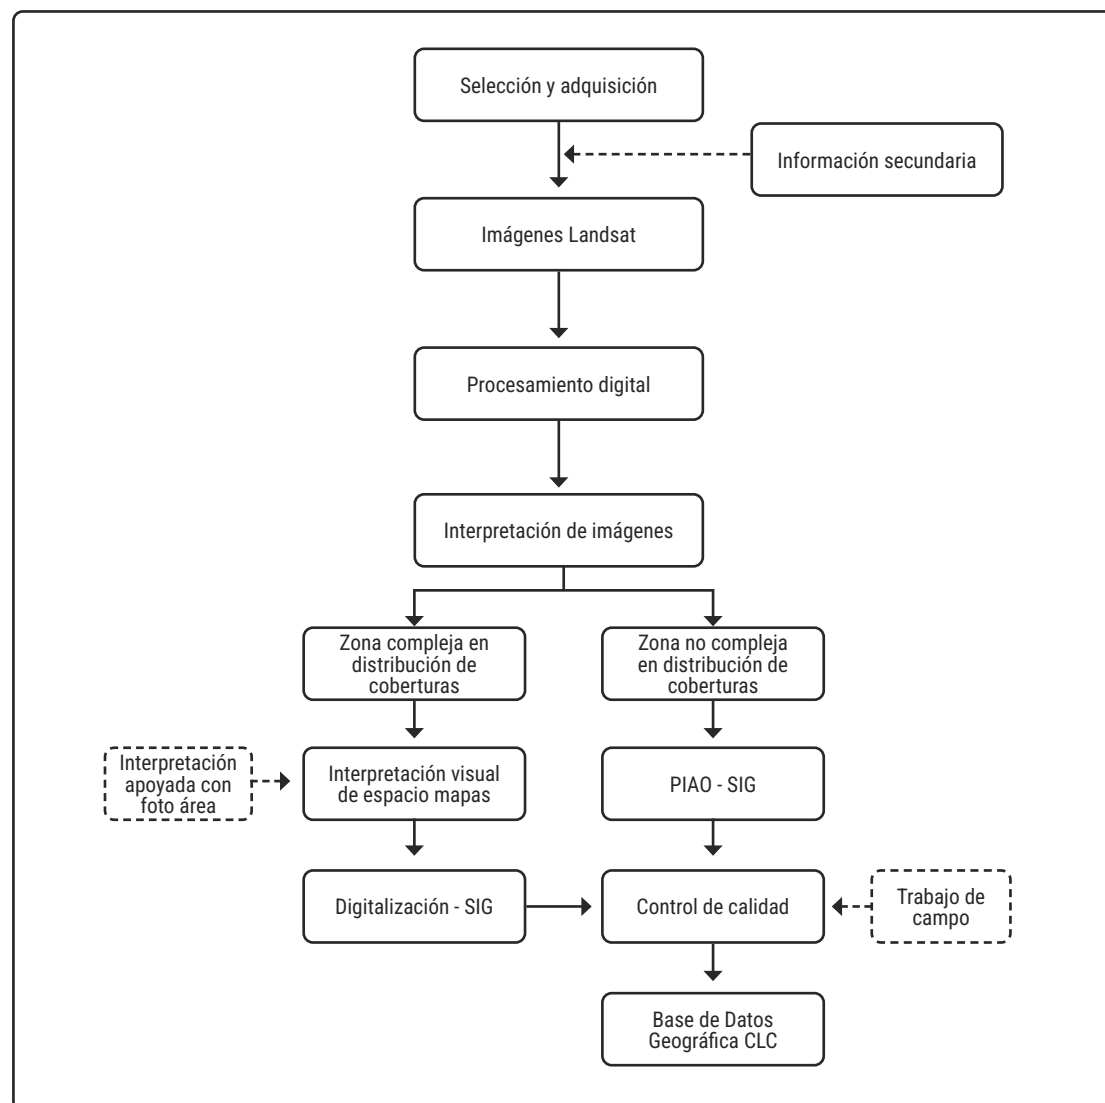 Selección y adquisición
Información secundaria
Imágenes Landsat
Procesamiento digital
Interpretación de imágenes
Zona compleja en
distribución de
coberturas
Zona no compleja
en distribución de
coberturas
Interpretación
apoyada con
foto área
Interpretación visual
de espacio mapas
PIAO - SIG
Digitalización - SIG
Control de calidad
Trabajo de
campo
Base de Datos
Geográfica CLC